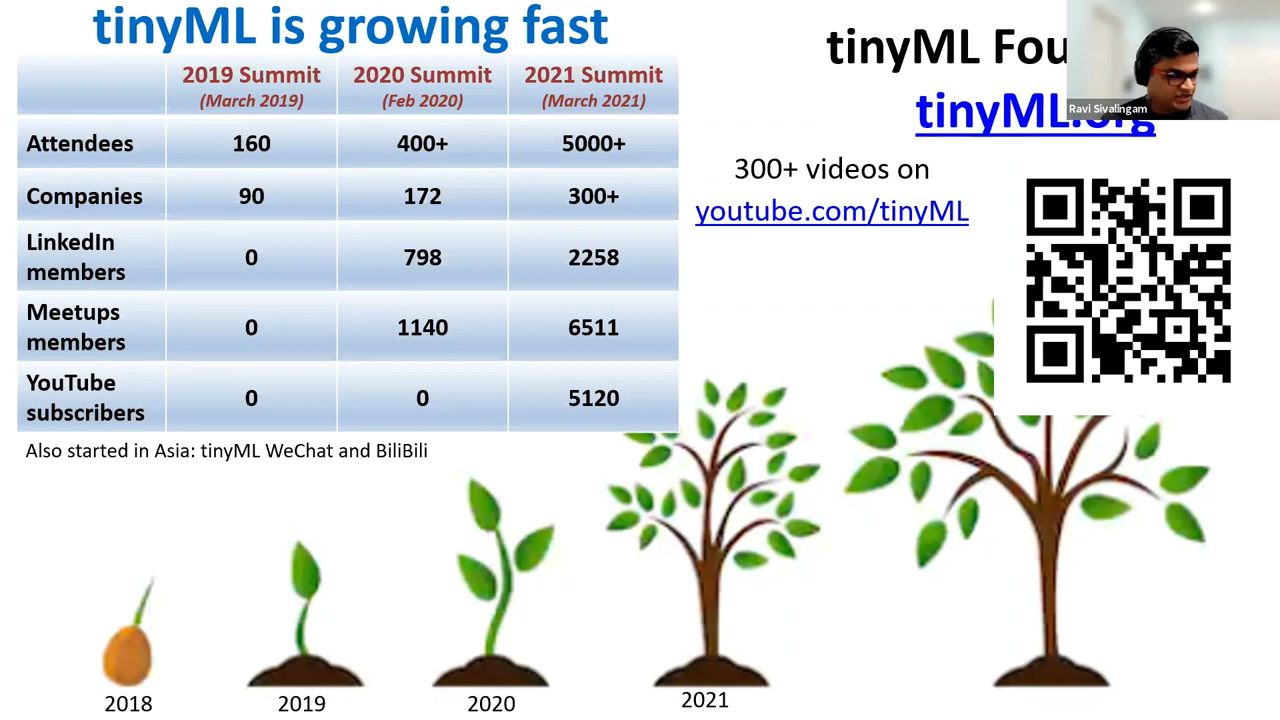 tinyML is growing fast
2019 Summit
(March 2019)
2020 Summit
(Feb 2020)
2021 Summit
(March 2021)
Attendees
160
400+
5000+
Companies
90
172
300+
LinkedIn
members
0
798
2258
Meetups
members
0
1140
6511
YouTube
subscribers
0
0
5120
Also started in Asia: tinyML WeChat and BiliBili
tinyML Fou
Ravi Sivalingam
tinyML.org
300+ videos on
youtube.com/tinyML
2018
2019
2020
2021